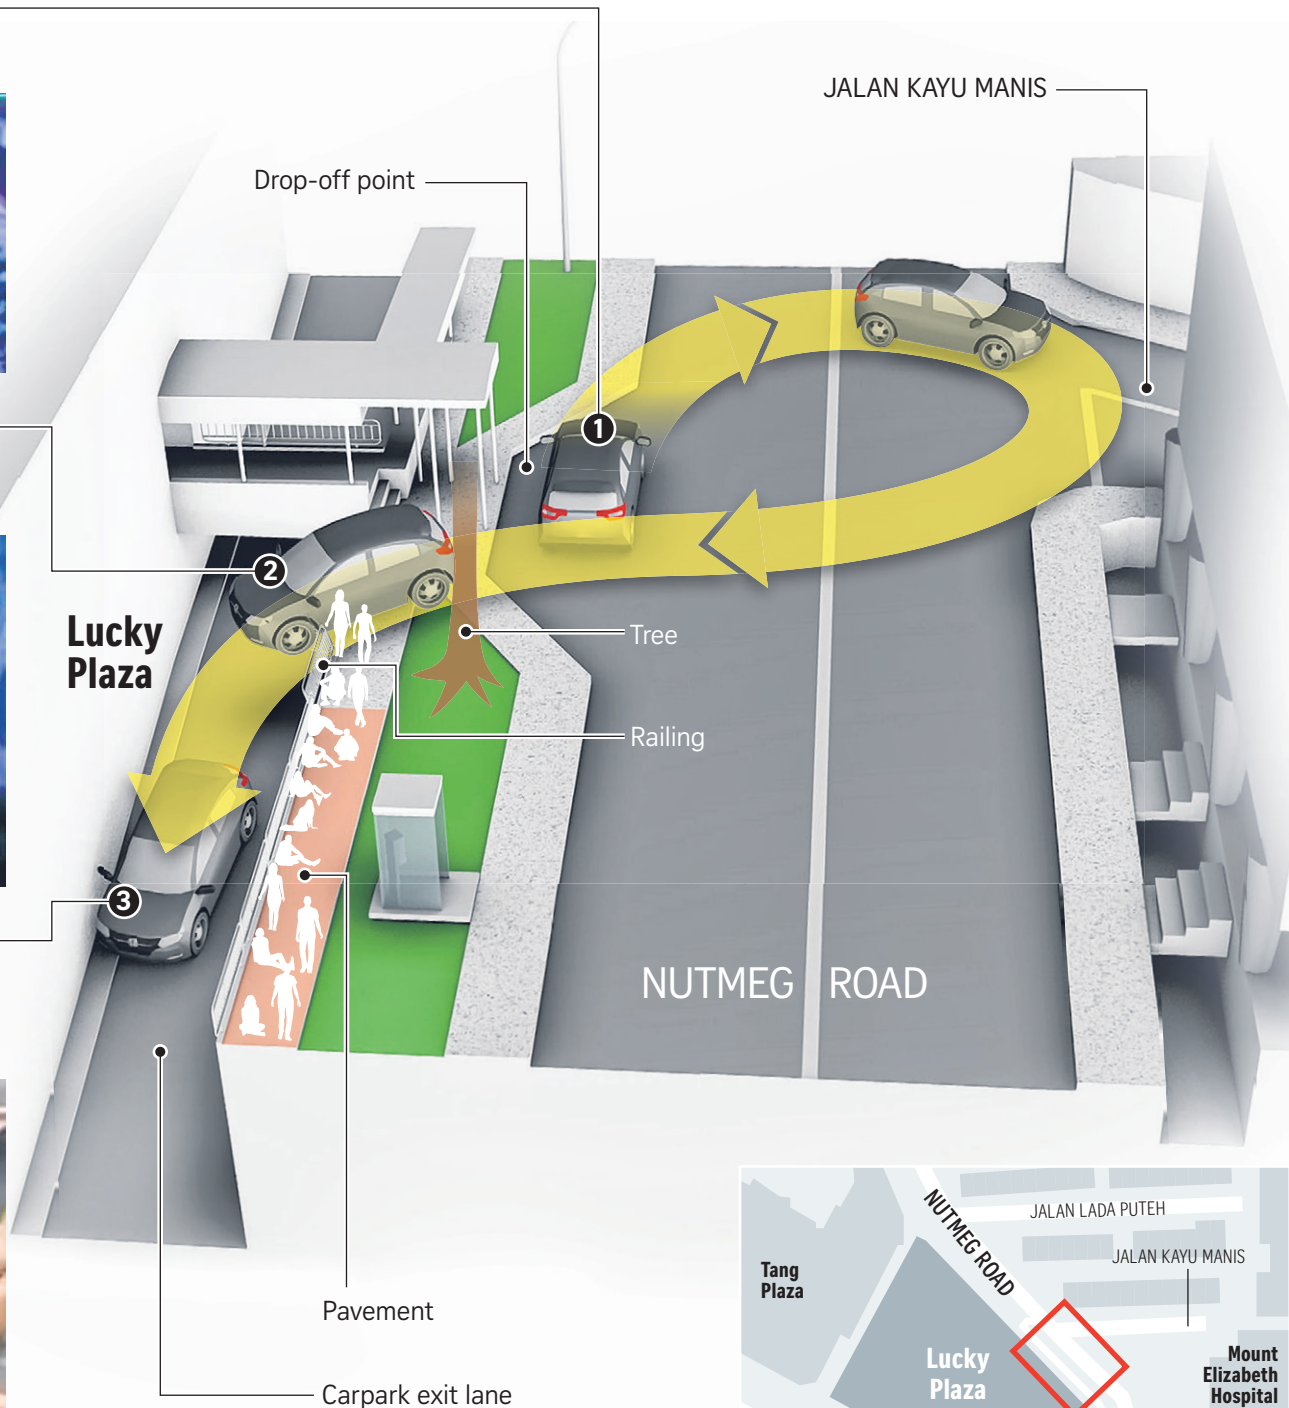 JALAN KAYU MANIS
Drop-off point
1
2
Lucky
Plaza
Tree
Railing
3
NUTMEG ROAD
Pavement
Carpark exit lane
NUTMEG ROAD
JALAN LADA PUTEH
JALAN KAYU MANIS
Tang
Plaza
Lucky
Plaza
Mount
Elizabeth
Hospital